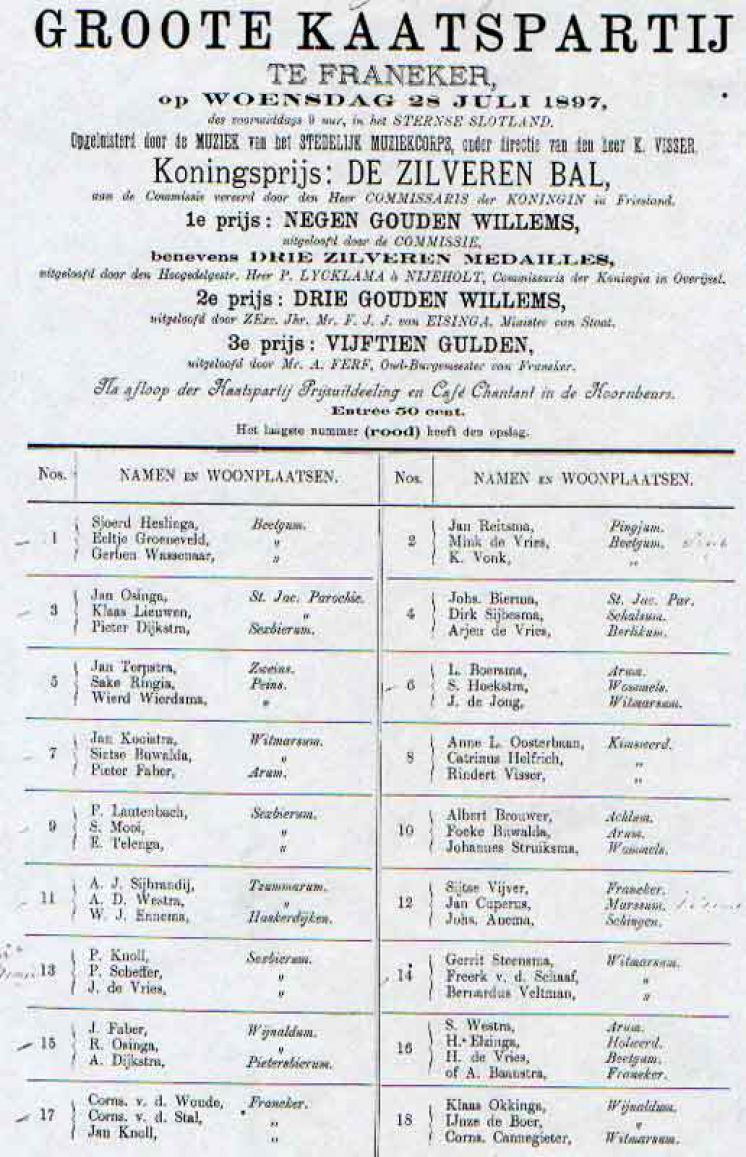 GROOTE KAATSPARTIJ
TE FRANEKER,
op WOENSDAG 28 JULI 1897,
des voormiddags 9 uur, in het STERNSE SLOTLAND.
Opgeluisterd door de MUZIEK van het STEDELIJK MUZIEKCORPS, onder directie van den heer K. VISSER.
Koningsprijs: DE ZILVEREN BAL,
aan de Commissie vereerd door den Heer COMMISSARIS der KONINGIN in Friesland.
1e prijs: NEGEN GOUDEN WILLEMS,
uitgeloofd door de COMMISSIE,
benevens DRIE ZILVEREN MEDAILLES,
uitgeloofd door den Hoogedelgestr. Heer P. LYCKLAMA à NIJEHOLT, Commissaris der Koningin in Overijsel.
2e prijs: DRIE GOUDEN WILLEMS,
uitgeloofd door ZExc. Jhr. Mr. F. J. J. van EISINGA, Minister van Staat.
3e prijs: VIJFTIEN GULDEN,
uitgeloofd door Mr. A. FERF, Oud-Burgemeester van Franeker.
Na afloop der Kaatspartij Prijsuitdeeling en Café Chantant in de Koornbeurs.
Entrée 50 cent.
Het laagste nummer (rood) heeft den opslag.
Nos. NAMEN EN WOONPLAATSEN. Nos. NAMEN EN WOONPLAATSEN.
1 Sjoerd Heslinga, Beetgum.
Eeltje Groeneveld, "
Gerben Wassenaar, "
2 Jan Reitsma, Pingjum.
Mink de Vries, Beetgum.
K. Vonk, "
3 Jan Osinga, St. Jac. Parochie.
Klaas Lieuwen, "
Pieter Dijkstra, Sexbierum.
4 Johs. Bierma, St. Jac. Par.
Dirk Sijbesma, Schalsum.
Arjen de Vries, Berlikum.
5 Jan Terpstra, Zweins.
Sake Ringia, Peins.
Wierd Wierdsma, "
6 L. Boersma, Arum.
S. Hoekstra, Wommels.
J. de Jong, Witmarsum.
7 Jan Kooistra, Witmarsum.
Sietse Buwalda, "
Pieter Faber, Arum.
8 Anne L. Oosterbaan, Kimswerd.
Catrinus Helfrich, "
Rindert Visser, "
9 P. Lautenbach, Sexbierum.
S. Mooi, "
E. Telenga, "
10 Albert Brouwer, Achlum.
Foeke Buwalda, Arum.
Johannes Struiksma, Wommels.
11 A. J. Sijbrandij, Tzummarum.
A. D. Westra, "
W. J. Ennema, Haskerdijken.
12 Sijtse Vijver, Franeker.
Jan Cuperus, Marssum.
Johs. Anema, Schingen.
13 P. Knoll, Sexbierum.
P. Scheffer, "
J. de Vries, "
14 Gerrit Steensma, Witmarsum.
Freerk v. d. Schaaf, "
Bernardus Veltman, "
15 J. Faber, Wijnaldum.
R. Osinga, "
A. Dijkstra, Pietersbierum.
16 S. Westra, Arum.
H. Elzinga, Holwerd.
H. de Vries, Beetgum.
of A. Bannstra, Franeker.
17 Corns. v. d. Woude, Franeker.
Corns. v. d. Stal, "
Jan Knoll, "
18 Klaas Okkinga, Wijnaldum.
IJnze de Boer, "
Corns. Cannegieter, Witmarsum.